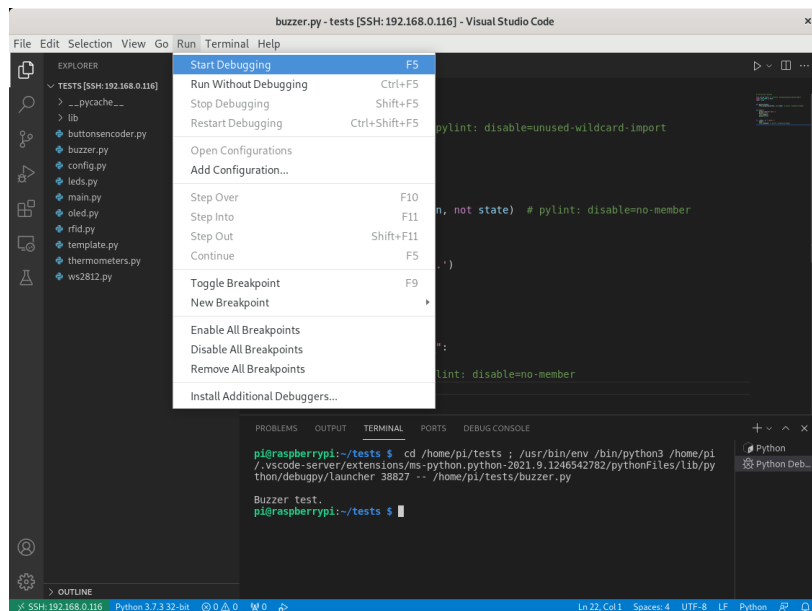 buzzer.py - tests [SSH: 192.168.0.116] - Visual Studio Code
File Edit Selection View Go Run Terminal Help
EXPLORER
TESTS [SSH: 192.168.0.116]
__pycache__
lib
buttonsencoder.py
buzzer.py
config.py
leds.py
main.py
oled.py
rfid.py
template.py
thermometers.py
ws2812.py
OUTLINE
Start Debugging F5
Run Without Debugging Ctrl+F5
Stop Debugging Shift+F5
Restart Debugging Ctrl+Shift+F5
Open Configurations
Add Configuration...
Step Over F10
Step Into F11
Step Out Shift+F11
Continue F5
Toggle Breakpoint F9
New Breakpoint
Enable All Breakpoints
Disable All Breakpoints
Remove All Breakpoints
Install Additional Debuggers...
pylint: disable=unused-wildcard-import
n, not state) # pylint: disable=no-member
.')
":
lint: disable=no-member
PROBLEMS OUTPUT TERMINAL PORTS DEBUG CONSOLE
pi@raspberrypi:~/tests $ cd /home/pi/tests ; /usr/bin/env /bin/python3 /home/pi
/.vscode-server/extensions/ms-python.python-2021.9.1246542782/pythonFiles/lib/py
thon/debugpy/launcher 38827 -- /home/pi/tests/buzzer.py
Buzzer test.
pi@raspberrypi:~/tests $
Python
Python Deb...
SSH: 192.168.0.116 Python 3.7.3 32-bit 0 0 0 0 Ln 22, Col 1 Spaces: 4 UTF-8 LF Python